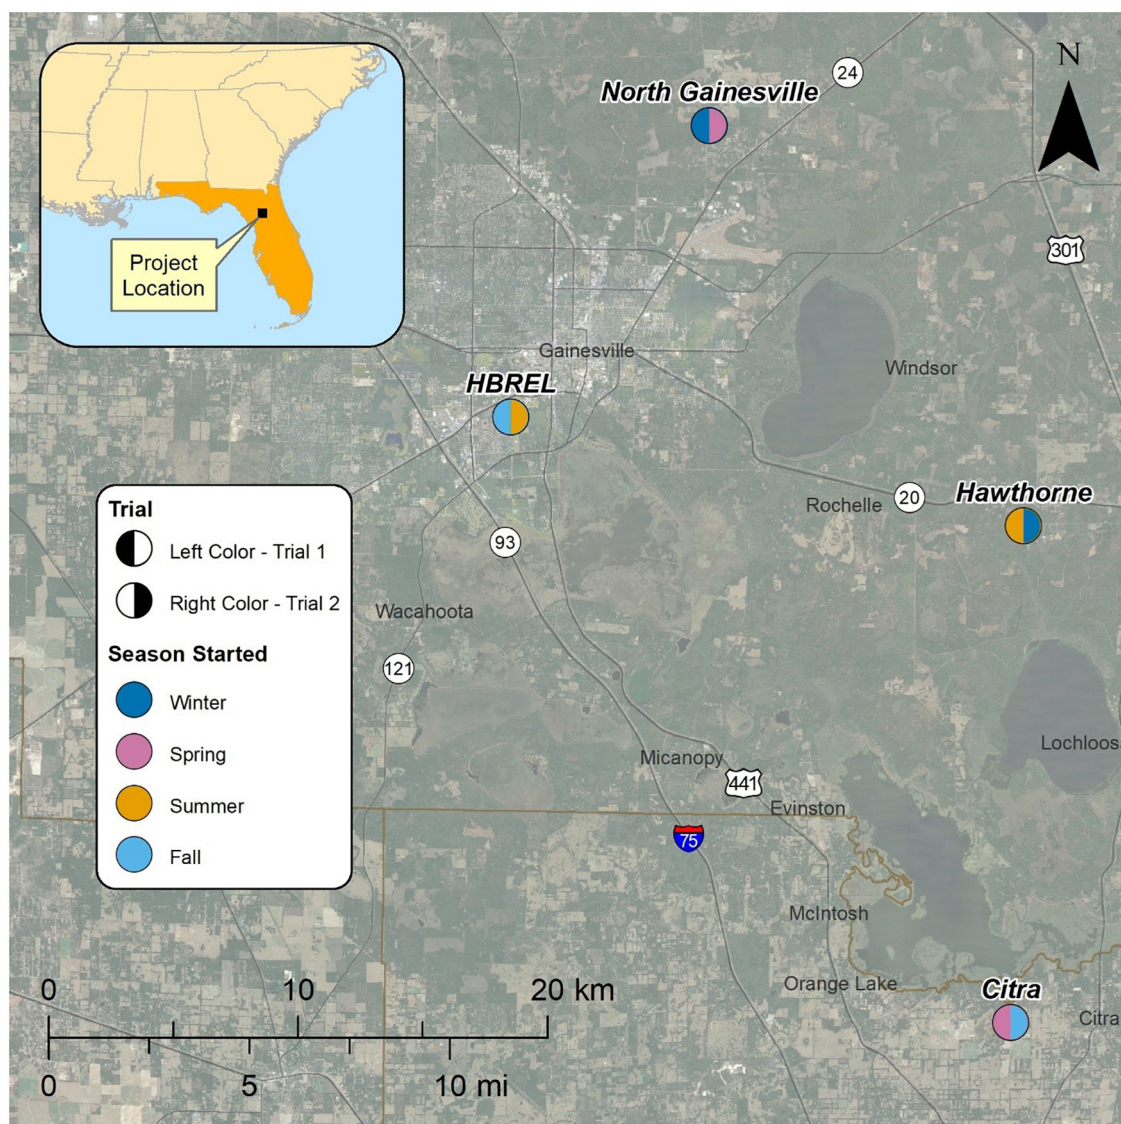 Project
Location
North Gainesville
24
N
301
Gainesville
Windsor
HBREL
Hawthorne
Rochelle
20
93
Wacahoota
121
Trial
Left Color - Trial 1
Right Color - Trial 2
Season Started
Winter
Spring
Summer
Fall
Lochloos
Micanopy
441
Evinston
75
McIntosh
Orange Lake
Citra
Citra
0 10 20 km
0 5 10 mi